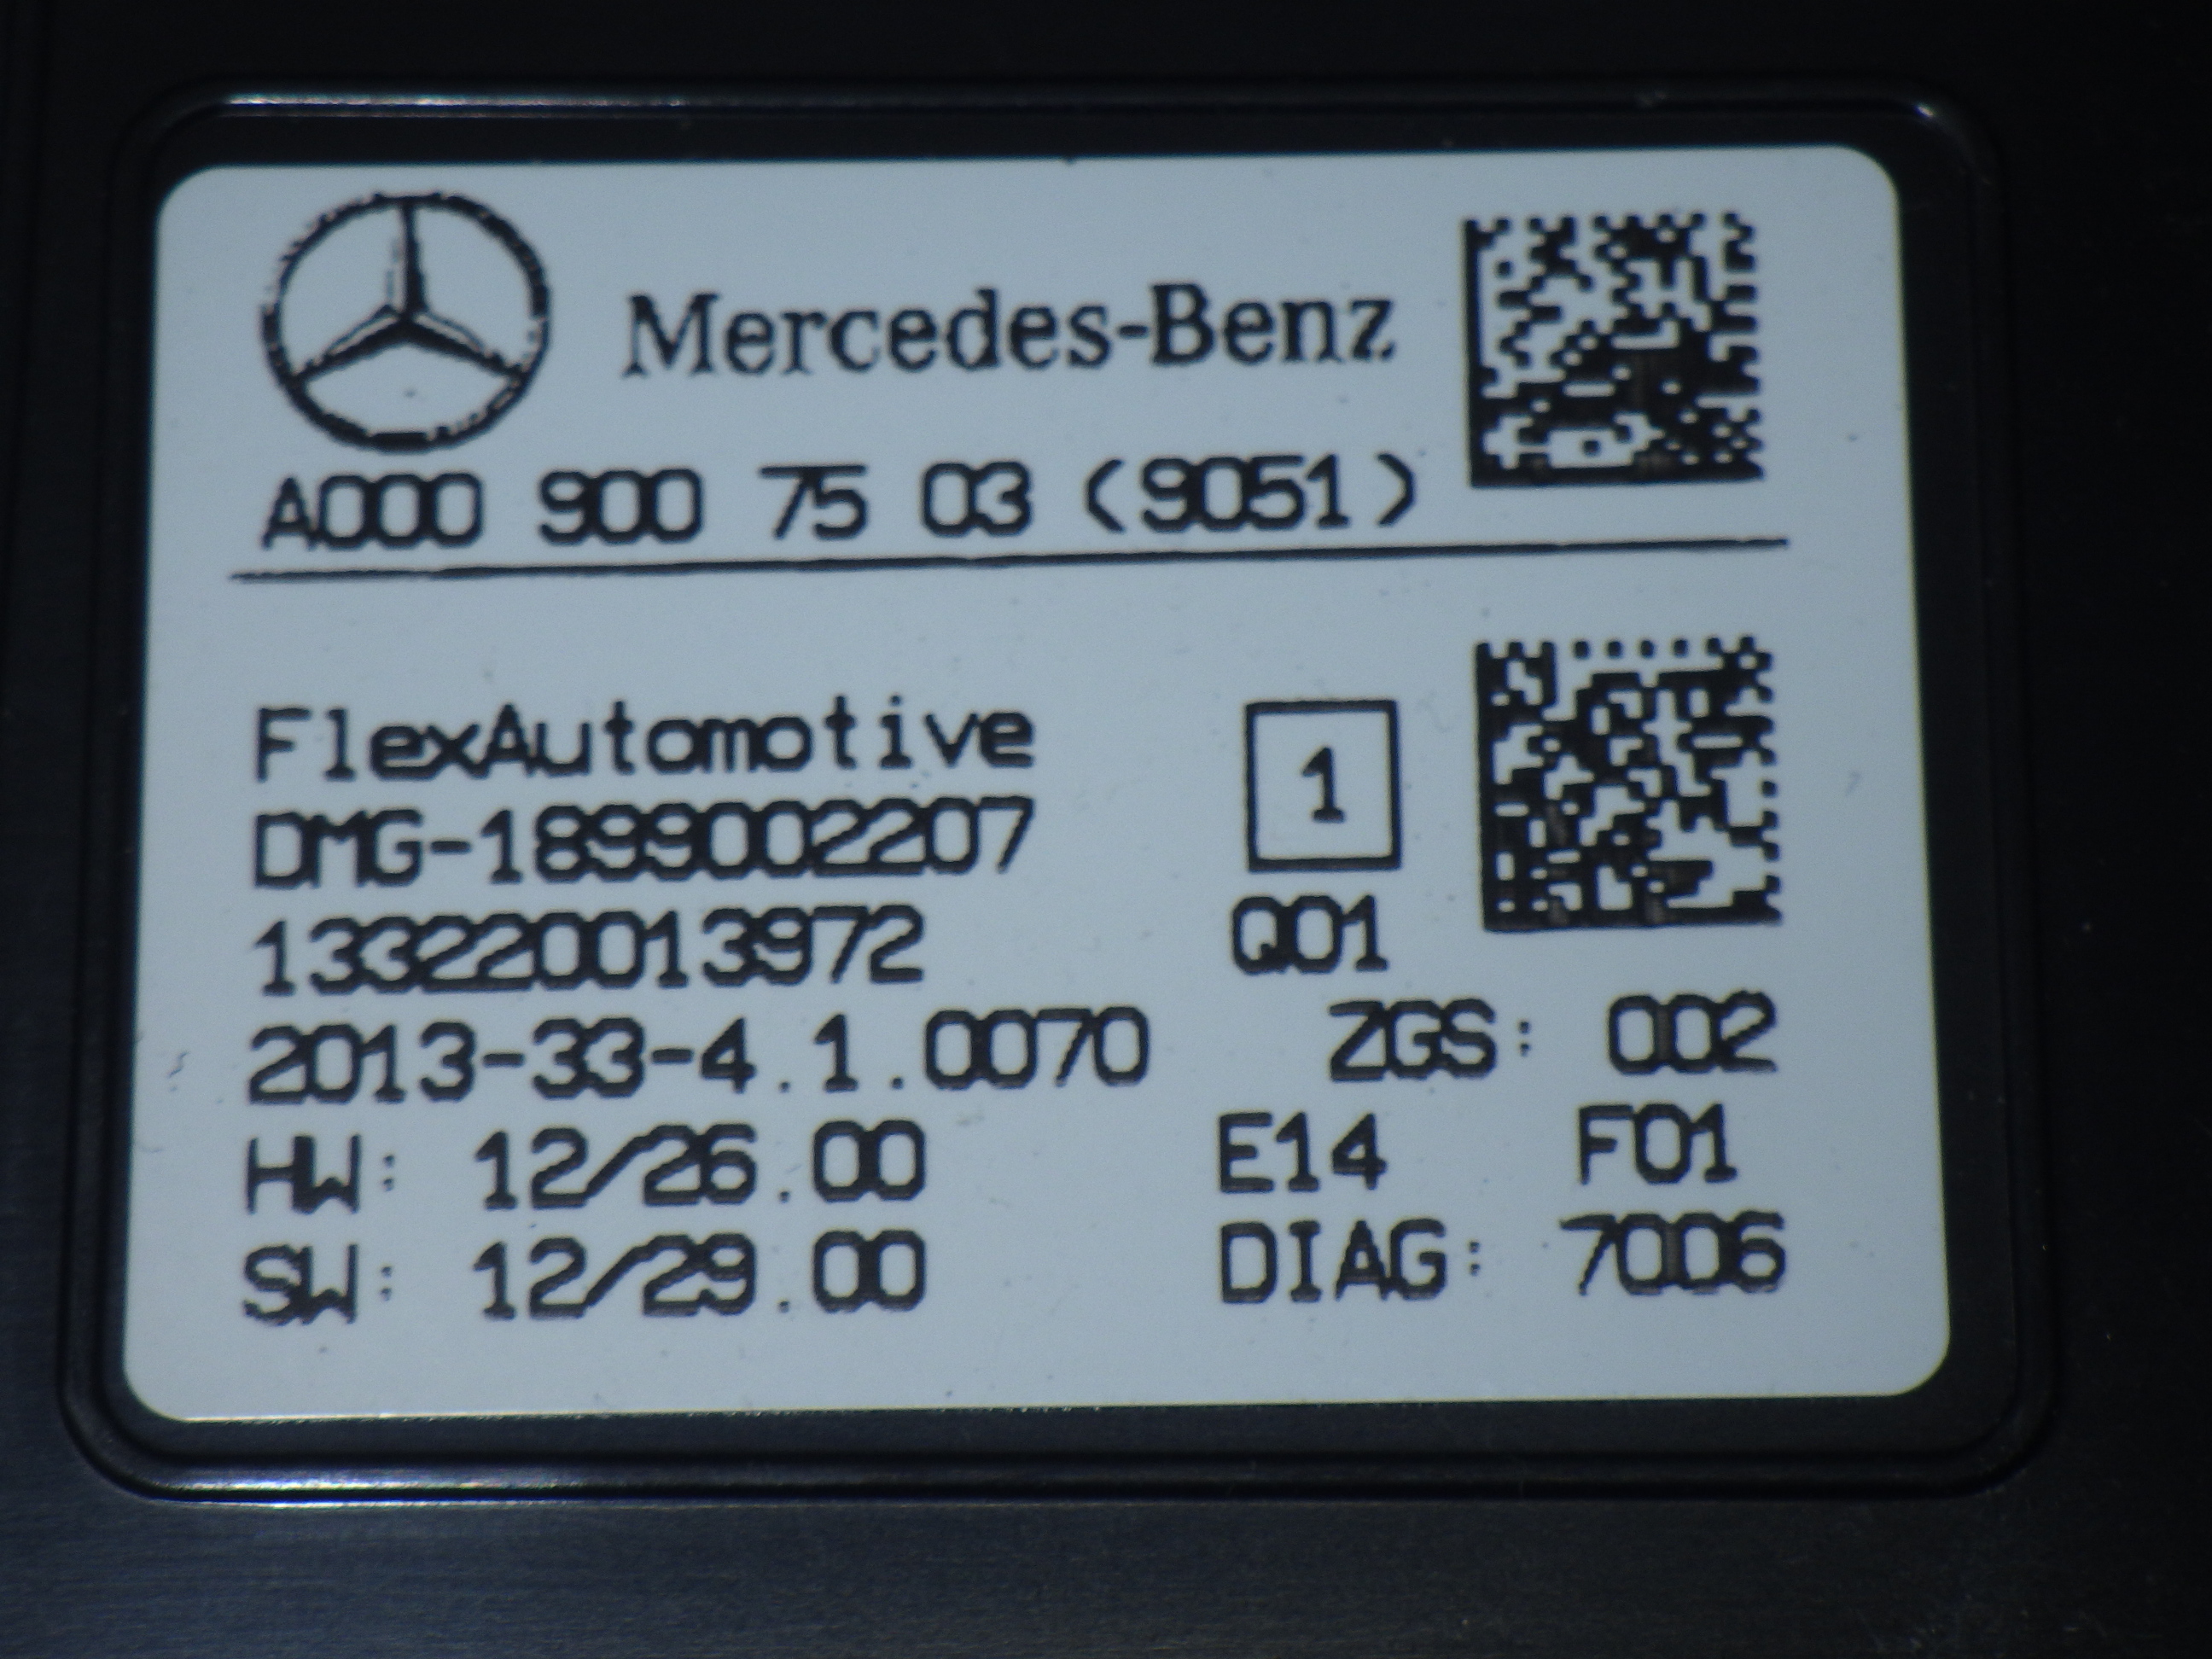 Mercedes-Benz
A000 900 75 03 (9051)
FlexAutomotive
1
DMG-1899002207
133220013972 Q01
2013-33-4.1.0070 ZGS: 002
HW: 12/26.00 E14 F01
SW: 12/29.00 DIAG: 7006